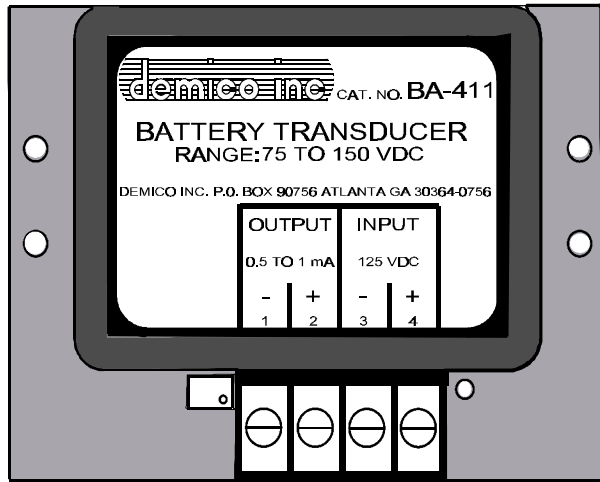 demico inc CAT. NO. BA-411
BATTERY TRANSDUCER
RANGE: 75 TO 150 VDC
DEMICO INC. P.O. BOX 90756 ATLANTA GA 30364-0756
OUTPUT INPUT
0.5 TO 1 mA 125 VDC
- + - +
1 2 3 4